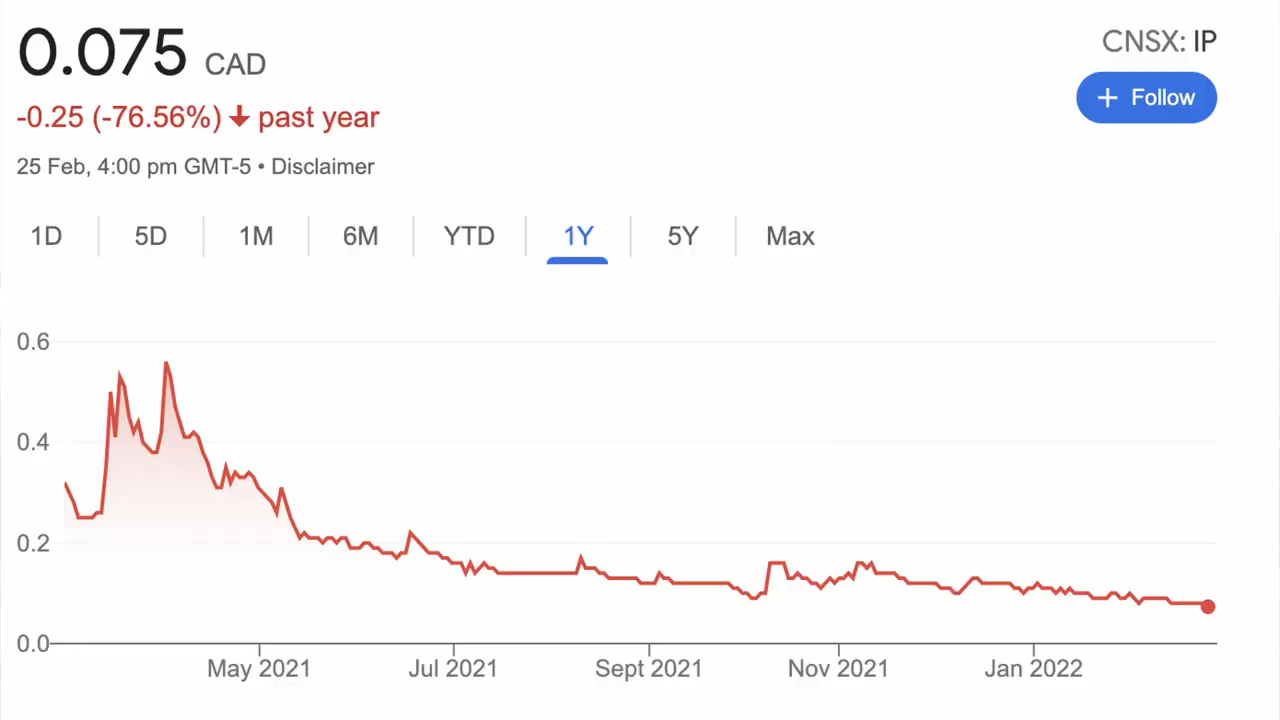 0.075 CAD
CNSX: IP
-0.25 (-76.56%) ↓ past year
+ Follow
25 Feb, 4:00 pm GMT-5 • Disclaimer
1D 5D 1M 6M YTD 1Y 5Y Max
0.6
0.4
0.2
0.0
May 2021 Jul 2021 Sept 2021 Nov 2021 Jan 2022